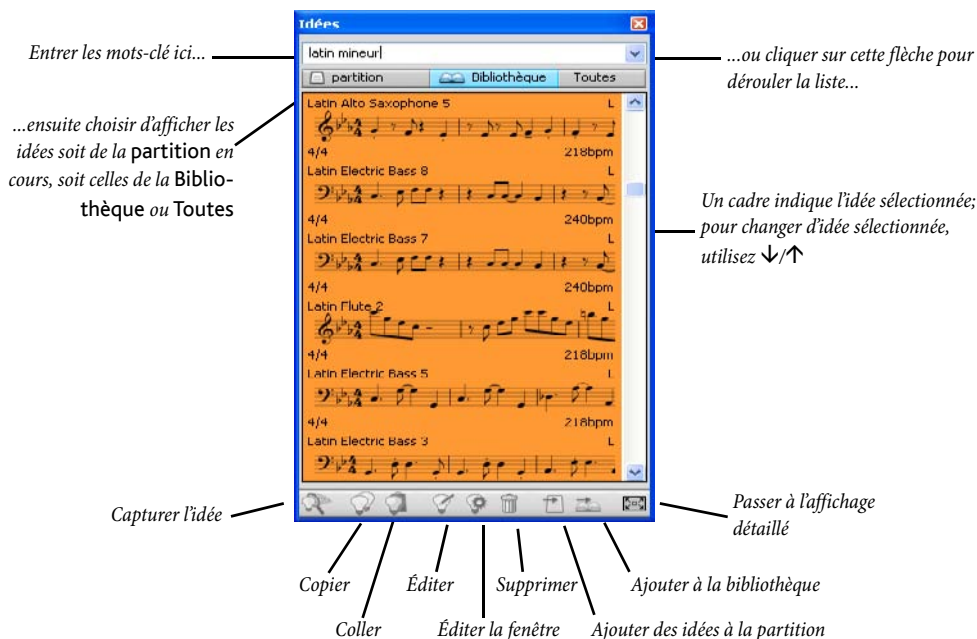 Idées
latin mineur
partition Bibliothèque Toutes
Entrer les mots-clé ici...
...ou cliquer sur cette flèche pour
dérouler la liste...
...ensuite choisir d'afficher les
idées soit de la partition en
cours, soit celles de la Biblio-
thèque ou Toutes
Latin Alto Saxophone 5 L
4/4 218bpm
Latin Electric Bass 8 L
4/4 240bpm
Latin Electric Bass 7 L
4/4 240bpm
Latin Flute 2 L
4/4 218bpm
Latin Electric Bass 5 L
4/4 218bpm
Latin Electric Bass 3 L
Un cadre indique l'idée sélectionnée;
pour changer d'idée sélectionnée,
utilisez ↓/↑
Capturer l'idée
Passer à l'affichage
détaillé
Copier
Éditer
Supprimer
Ajouter à la bibliothèque
Coller
Éditer la fenêtre
Ajouter des idées à la partition